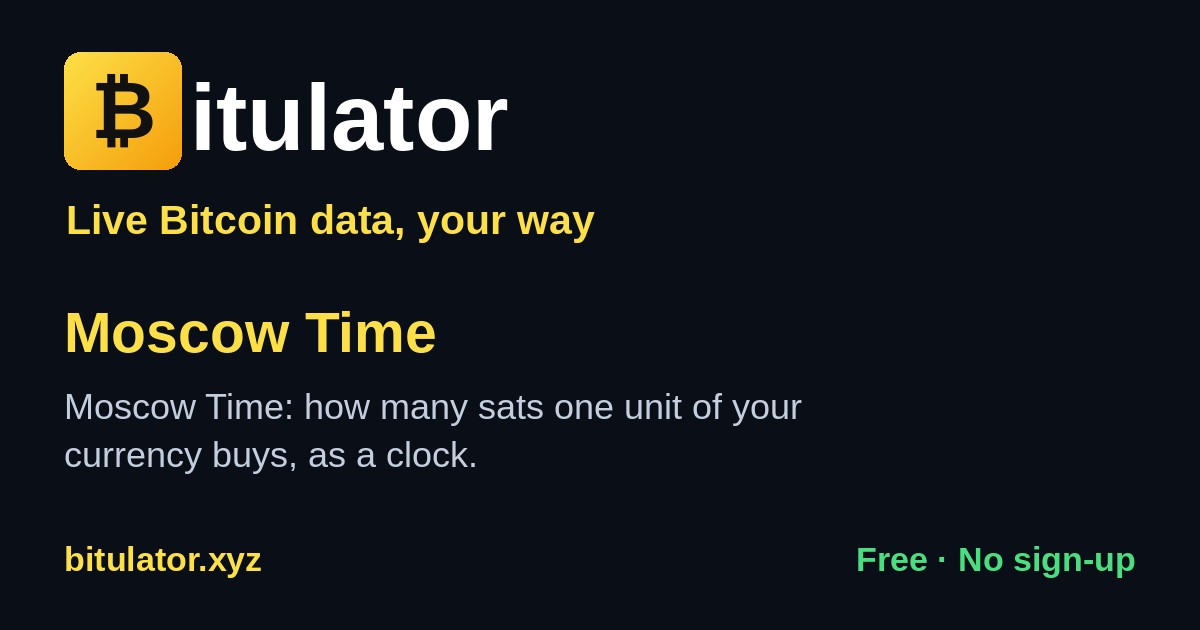 ₿itulator
Live Bitcoin data, your way
Moscow Time
Moscow Time: how many sats one unit of your
currency buys, as a clock.
bitulator.xyz
Free · No sign-up